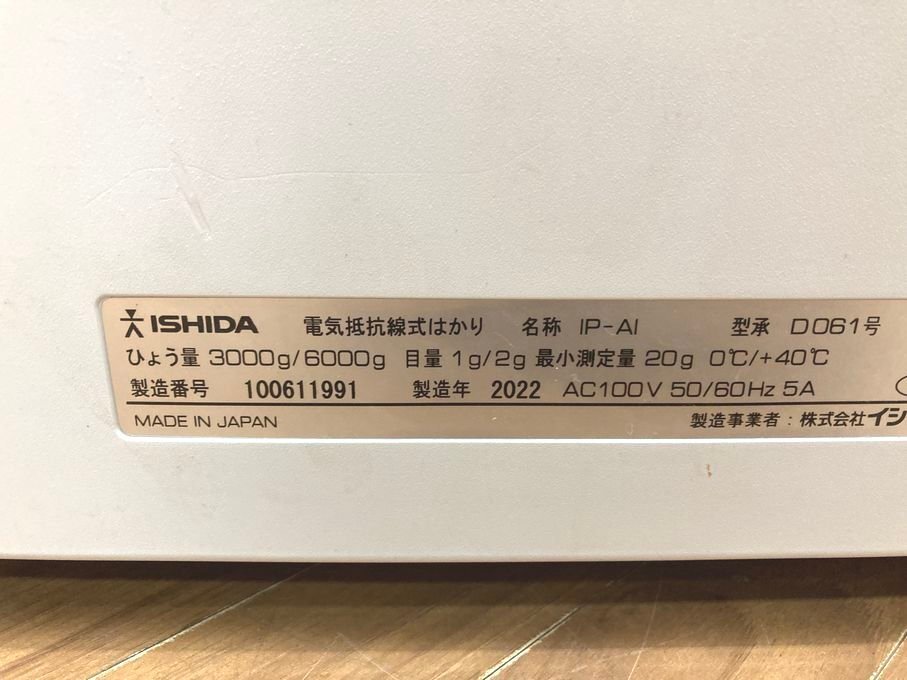 ISHIDA 電気抵抗線式はかり 名称 IP-AI 型承 D061号
ひょう量 3000g/6000g 目量 1g/2g 最小測定量 20g 0℃/+40℃
製造番号 100611991 製造年 2022 AC100V 50/60Hz 5A
MADE IN JAPAN 製造事業者：株式会社イシ